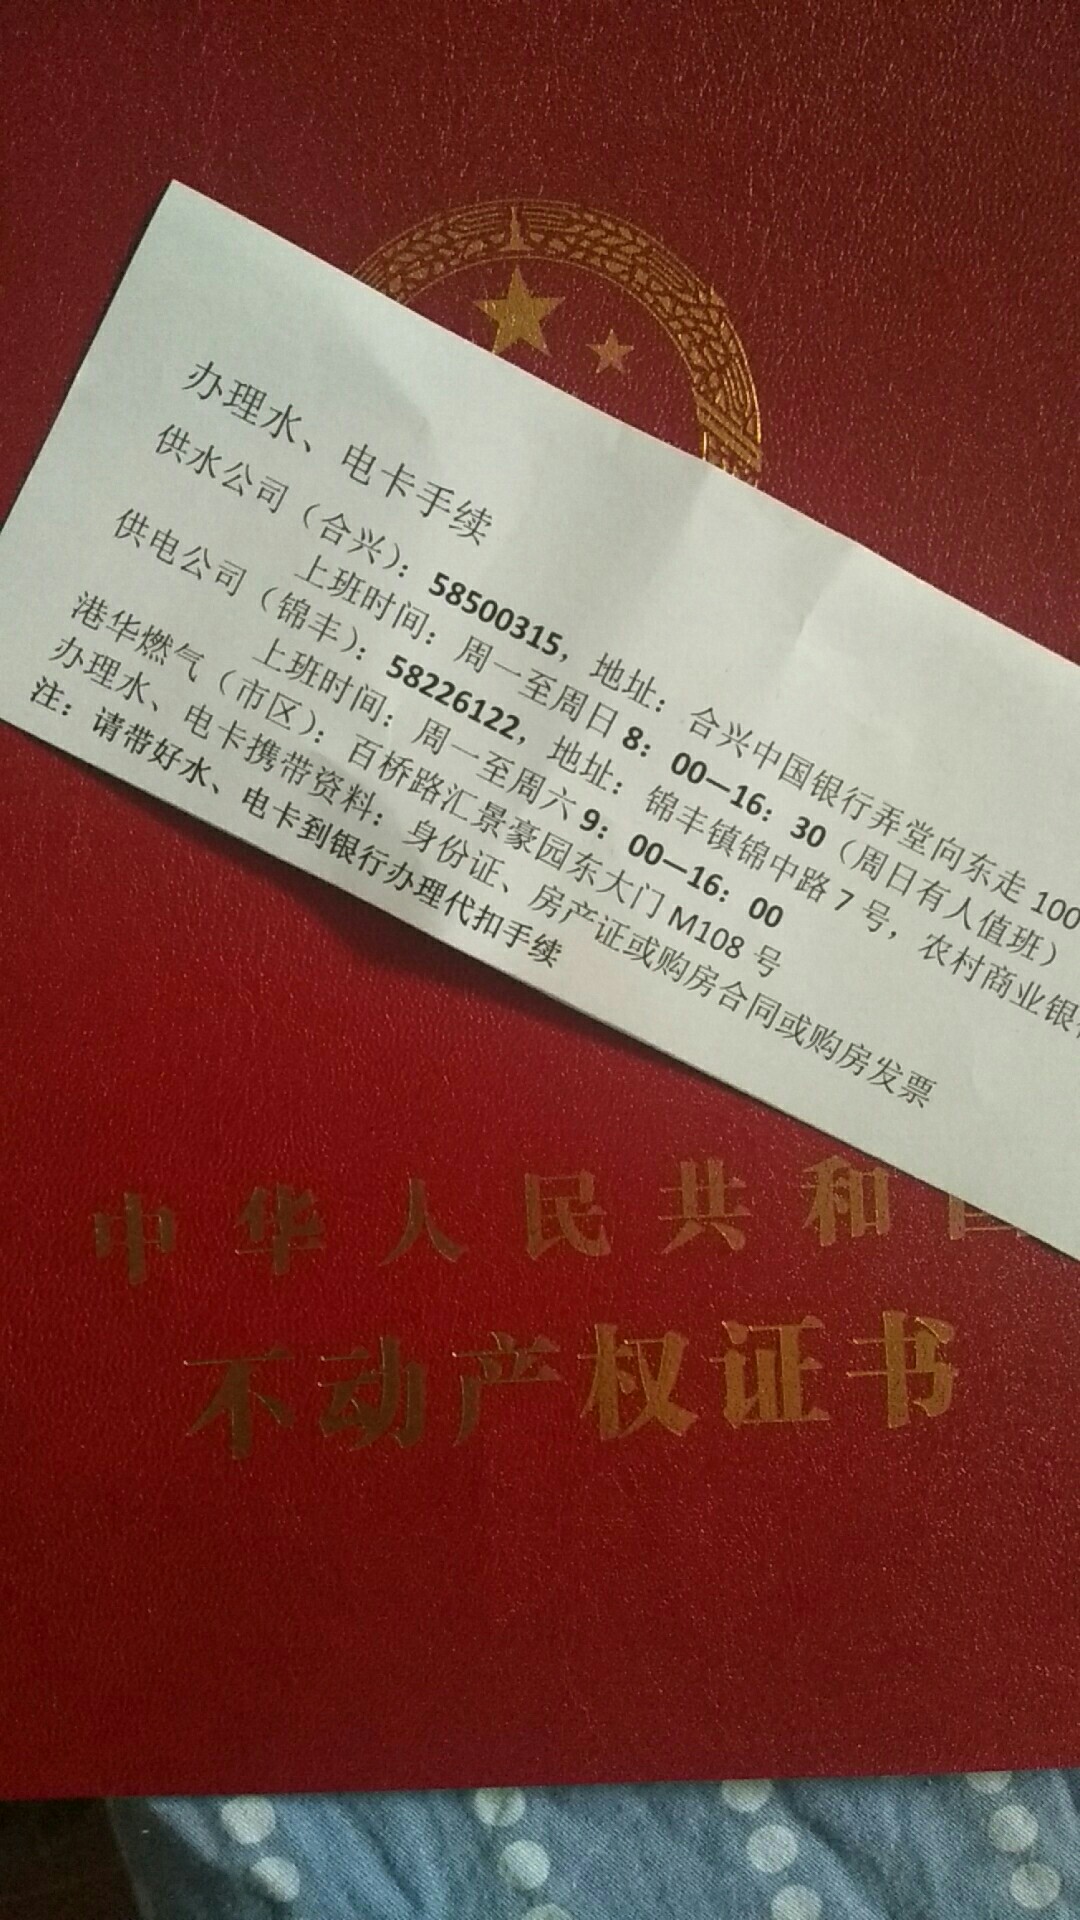 办理水、电卡手续
供水公司（合兴）：58500315，地址：合兴中国银行弄堂向东走100
上班时间：周一至周日8：00—16：30（周日有人值班）
供电公司（锦丰）：58226122，地址：锦丰镇锦中路7号，农村商业银
上班时间：周一至周六9：00—16：00
港华燃气（市区）：百桥路汇景豪园东大门M108号
办理水、电卡携带资料：身份证、房产证或购房合同或购房发票
注：请带好水、电卡到银行办理代扣手续
中华人民共和国
不动产权证书